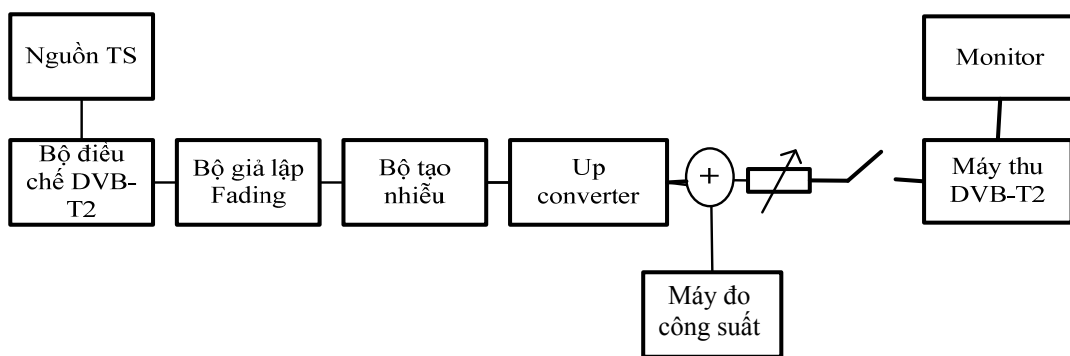 Nguồn TS
Monitor
Bộ điều
chế DVB-
T2
Bộ giả lập
Fading
Bộ tạo
nhiễu
Up
converter
+
Máy thu
DVB-T2
Máy đo
công suất